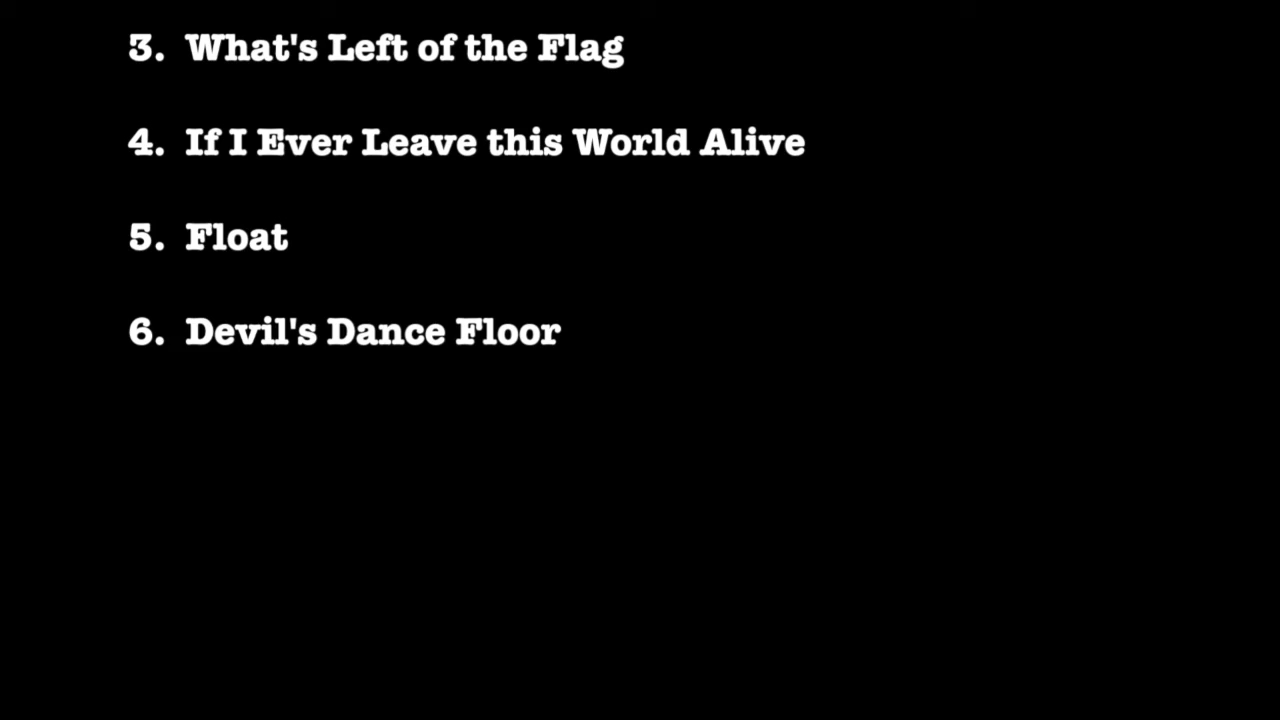 3. What's Left of the Flag
4. If I Ever Leave this World Alive
5. Float
6. Devil's Dance Floor